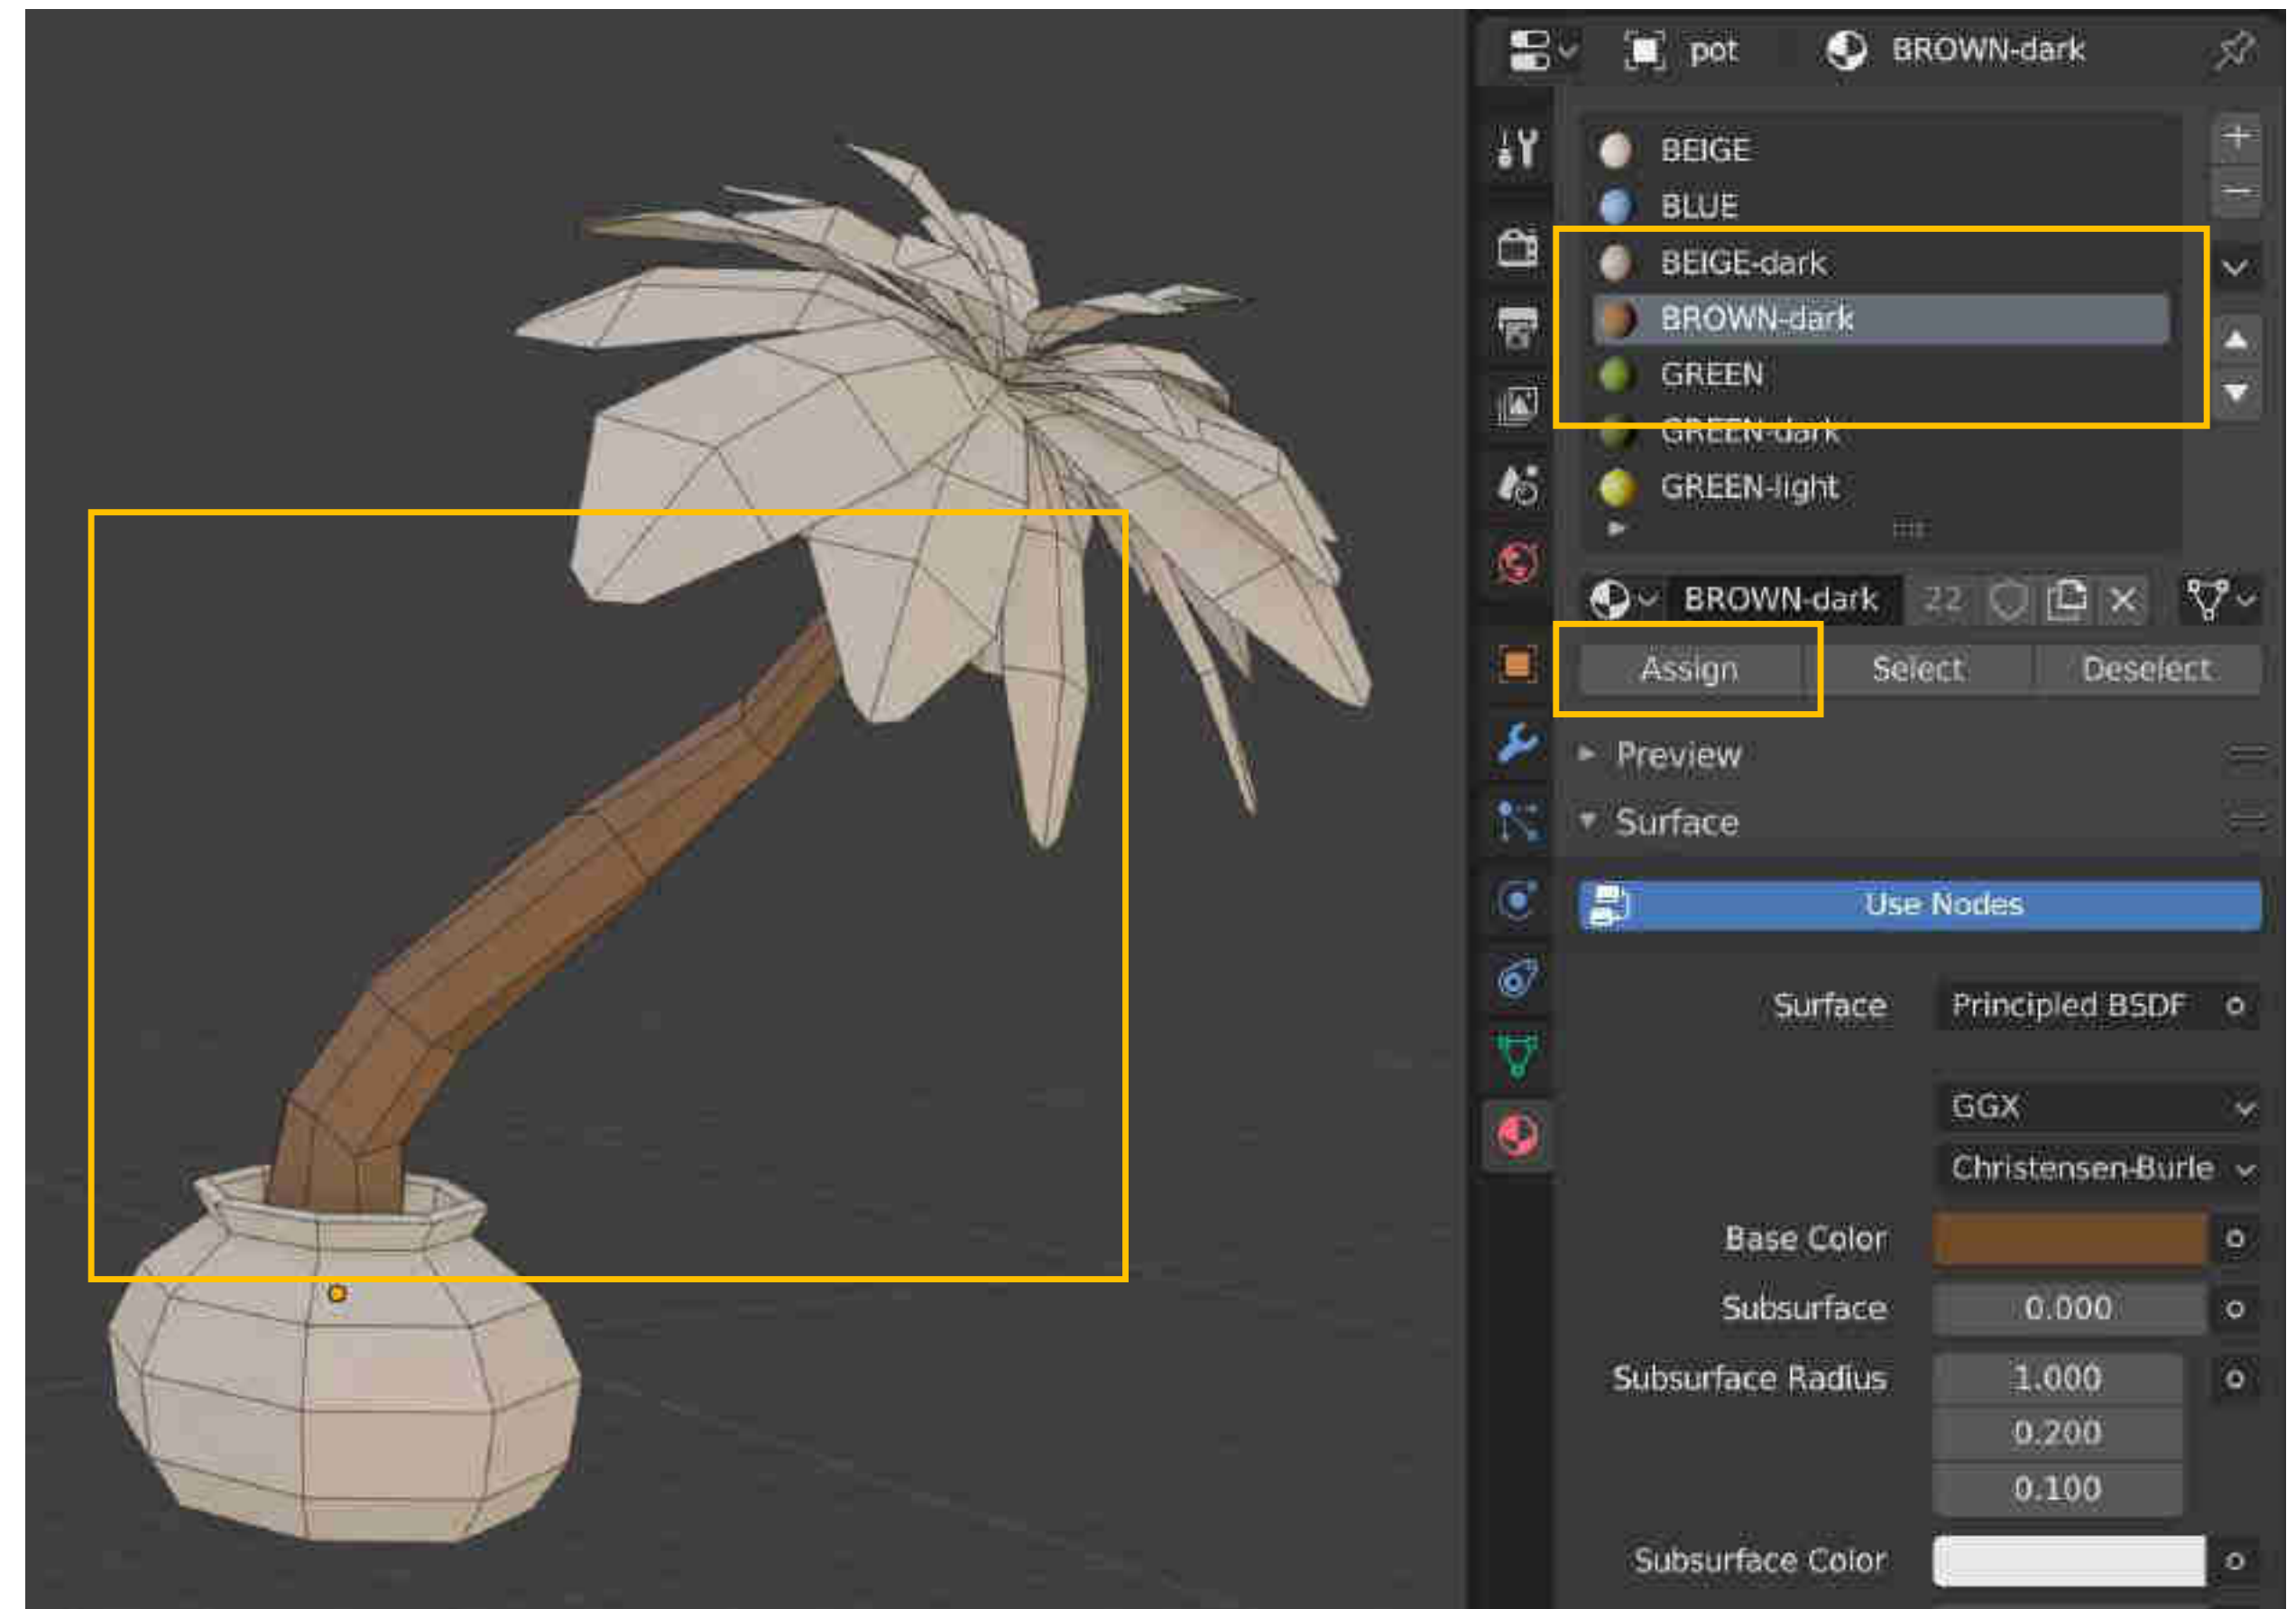 pot BROWN-dark
BEIGE
BLUE
BEIGE-dark
BROWN-dark
GREEN
GREEN-dark
GREEN-light
BROWN-dark 22
Assign Select Deselect
Preview
Surface
Use Nodes
Surface Principled BSDF
GGX
Christensen-Burle
Base Color
Subsurface 0.000
Subsurface Radius 1.000
0.200
0.100
Subsurface Color